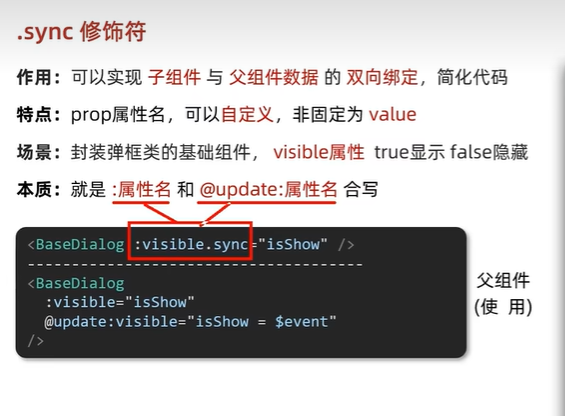 .sync 修饰符
作用：可以实现 子组件 与 父组件数据 的 双向绑定，简化代码
特点：prop属性名，可以自定义，非固定为 value
场景：封装弹框类的基础组件， visible属性 true显示 false隐藏
本质：就是 :属性名 和 @update:属性名 合写
<BaseDialog :visible.sync="isShow" />
--------------------------------------
<BaseDialog
:visible="isShow"
@update:visible="isShow = $event"
/>
父组件
(使 用)